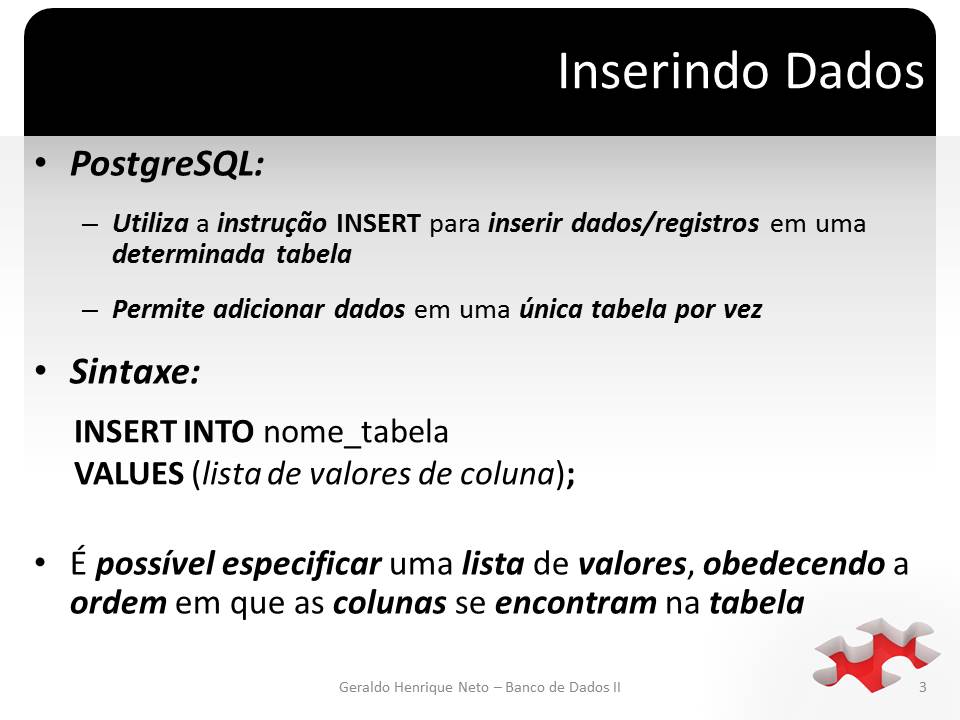 Inserindo Dados
• PostgreSQL:
– Utiliza a instrução INSERT para inserir dados/registros em uma
determinada tabela
– Permite adicionar dados em uma única tabela por vez
• Sintaxe:
INSERT INTO nome_tabela
VALUES (lista de valores de coluna);
• É possível especificar uma lista de valores, obedecendo a
ordem em que as colunas se encontram na tabela
Geraldo Henrique Neto – Banco de Dados II
3